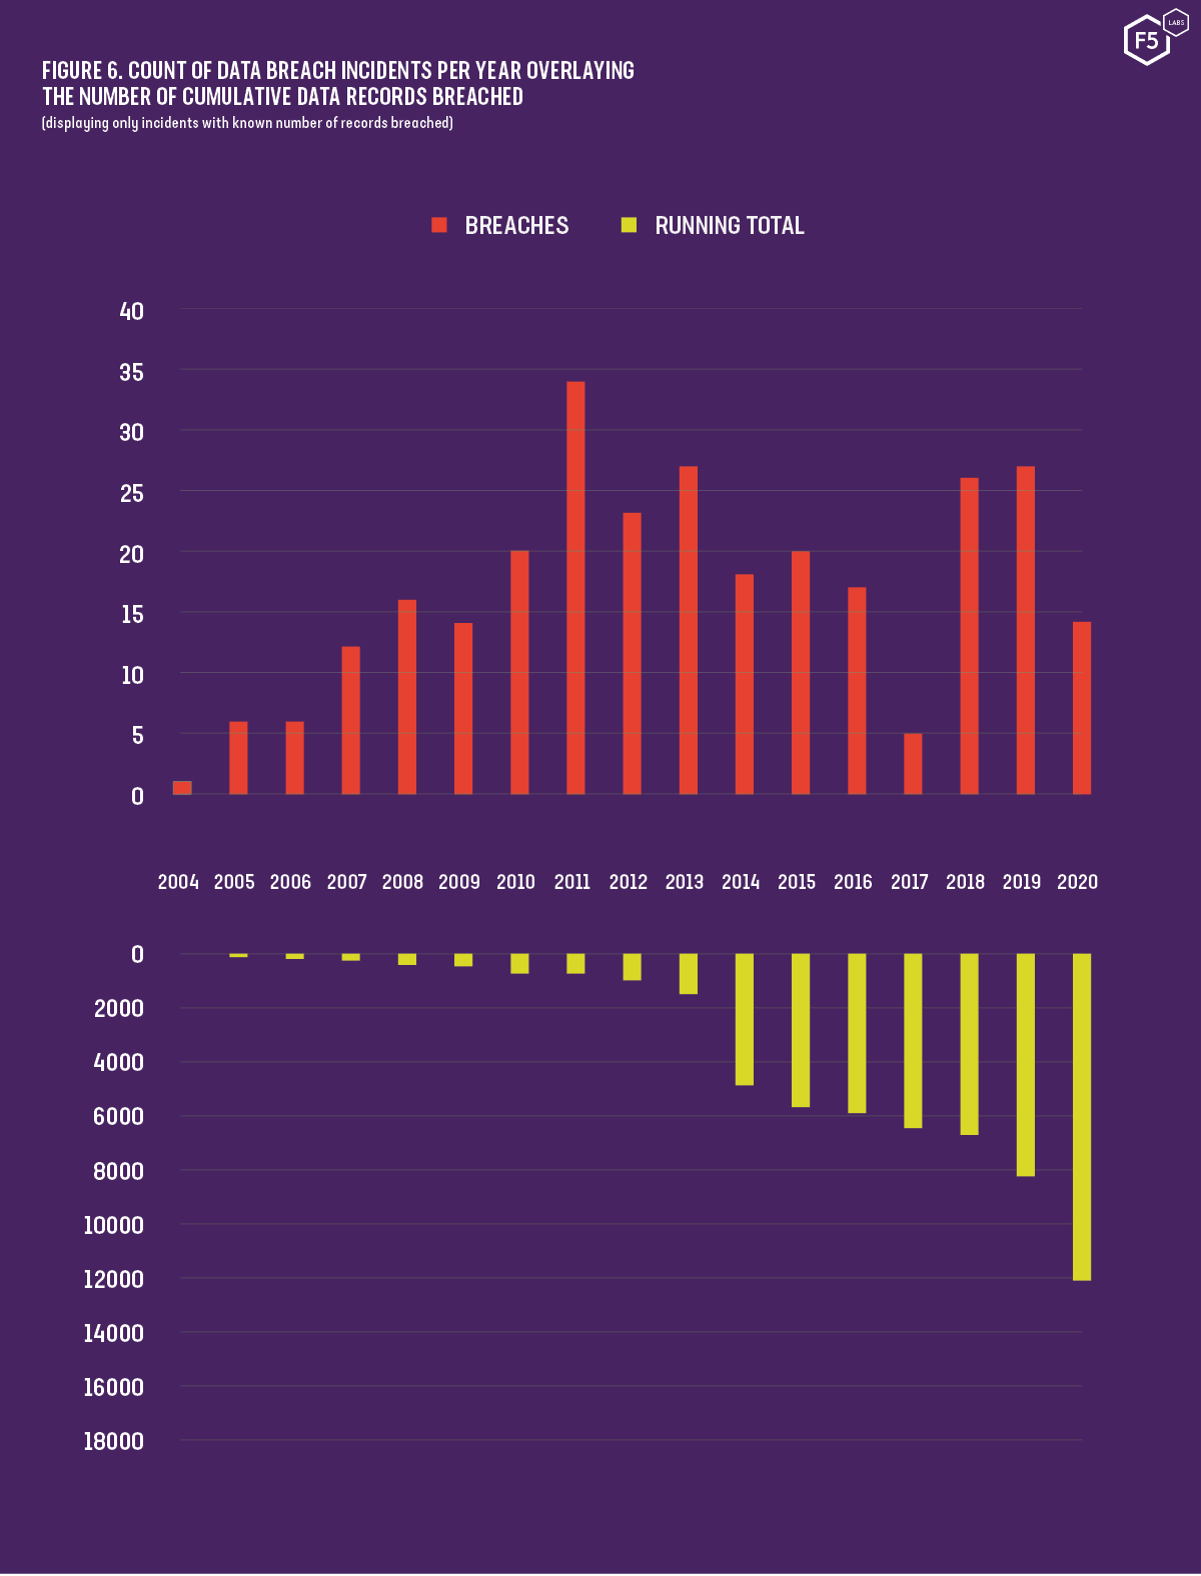 F5
LABS
FIGURE 6. COUNT OF DATA BREACH INCIDENTS PER YEAR OVERLAYING
THE NUMBER OF CUMULATIVE DATA RECORDS BREACHED
(displaying only incidents with known number of records breached)
BREACHES RUNNING TOTAL
40
35
30
25
20
15
10
5
0
2004 2005 2006 2007 2008 2009 2010 2011 2012 2013 2014 2015 2016 2017 2018 2019 2020
0
2000
4000
6000
8000
10000
12000
14000
16000
18000